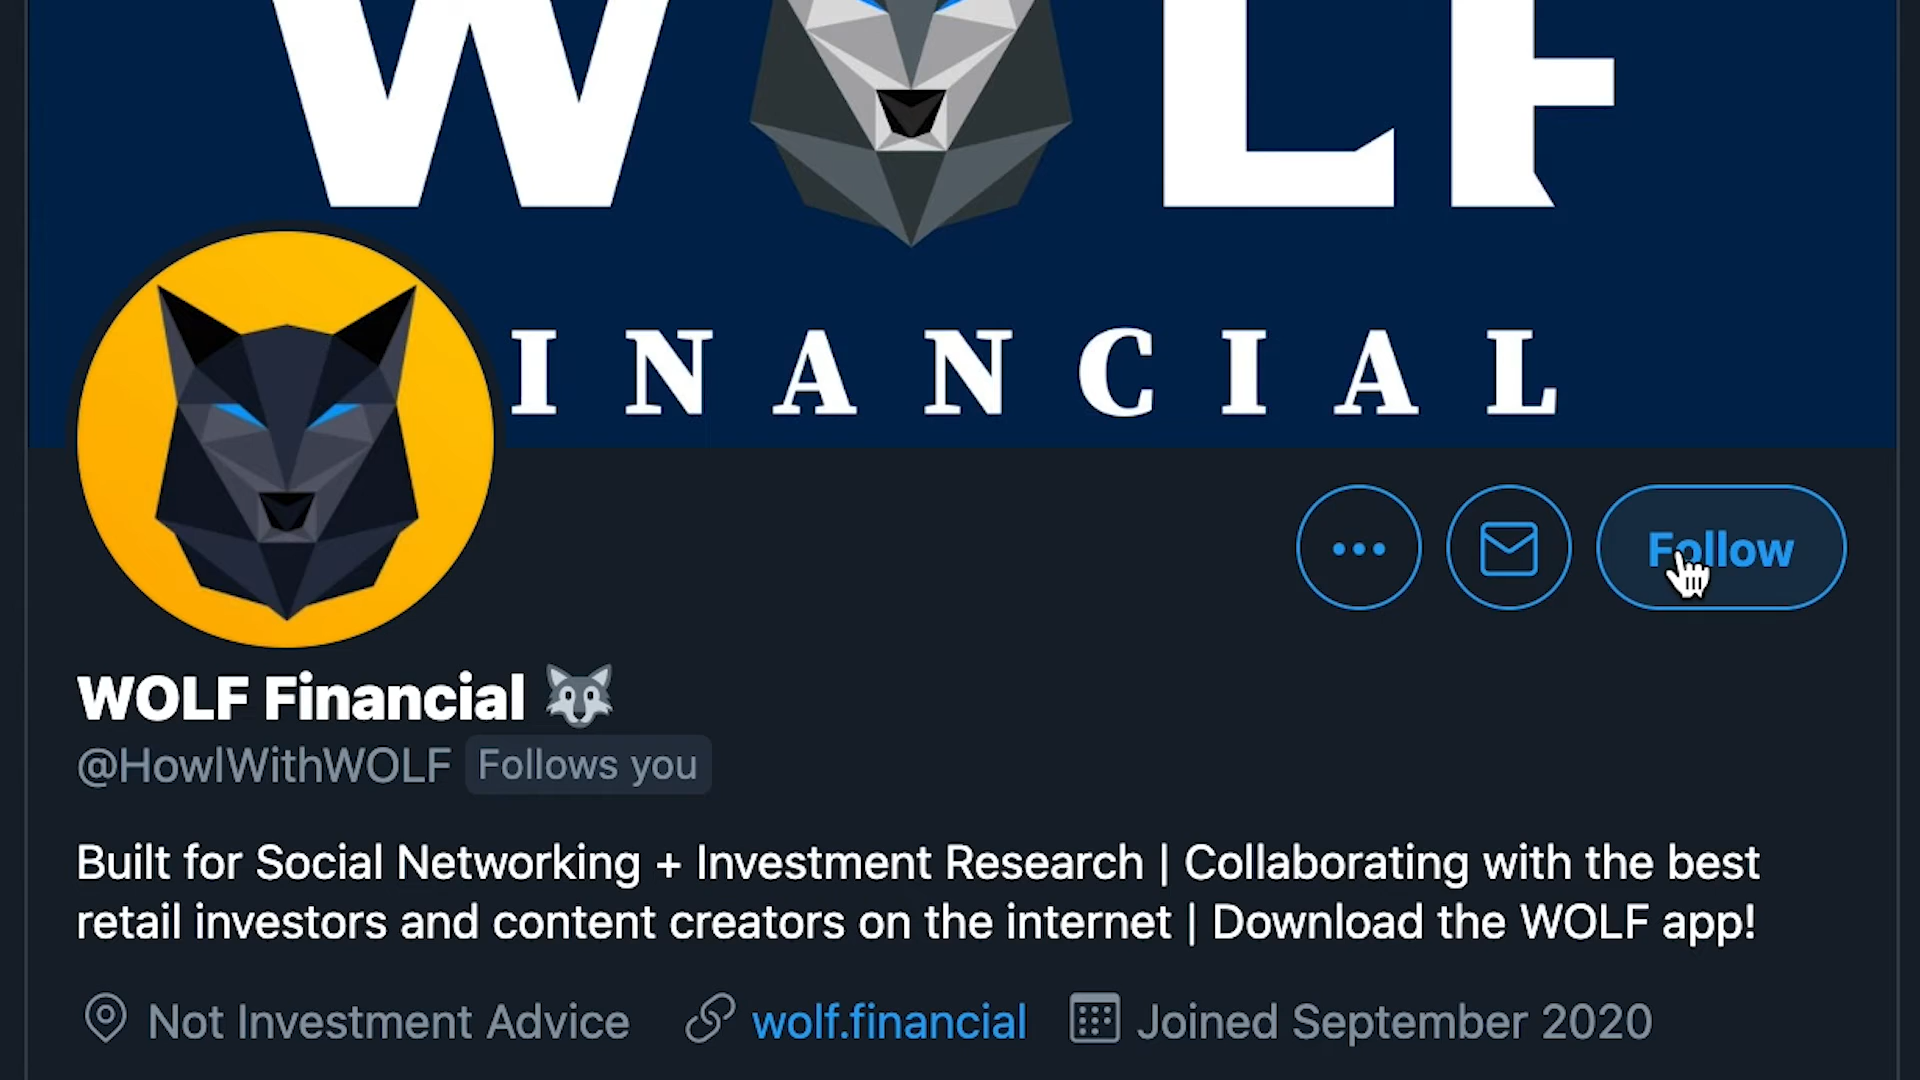 WOLF
INANCIAL
Follow
WOLF Financial
@HowlWithWOLF Follows you
Built for Social Networking + Investment Research | Collaborating with the best
retail investors and content creators on the internet | Download the WOLF app!
Not Investment Advice wolf.financial Joined September 2020